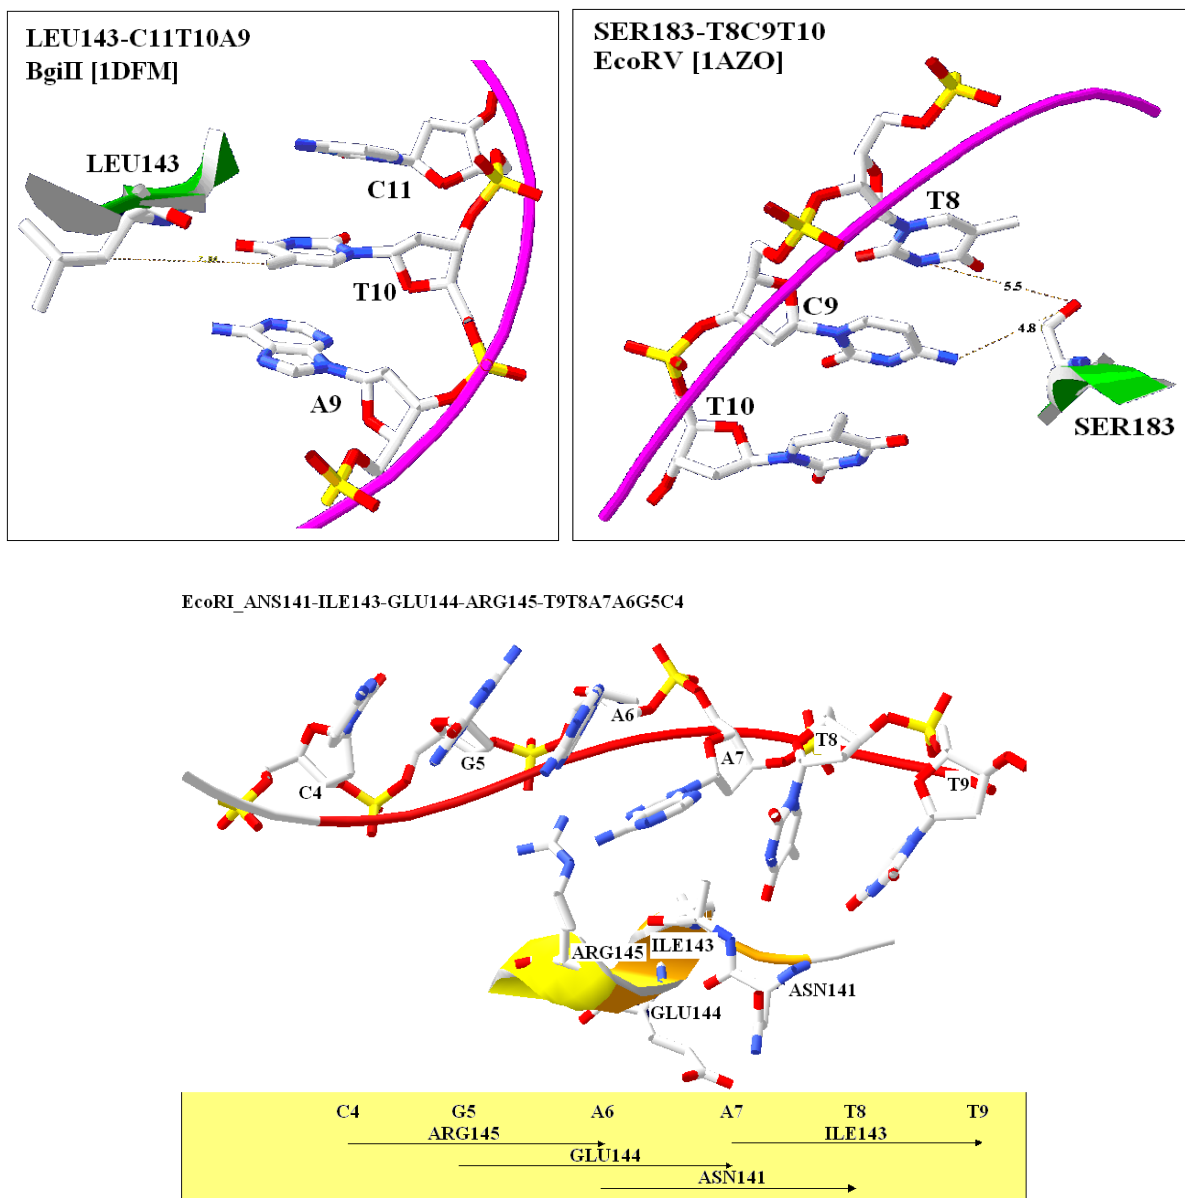 LEU143-C11T10A9
BgiII [1DFM]
LEU143
C11
T10
A9
SER183-T8C9T10
EcoRV [1AZO]
T8
C9
5.5
4.8
T10
SER183
EcoRI_ANS141-ILE143-GLU144-ARG145-T9T8A7A6G5C4
A6
T8
G5
A7
T9
C4
ARG145
ILE143
ASN141
GLU144
C4 G5 A6 A7 T8 T9
ARG145 ILE143
GLU144
ASN141